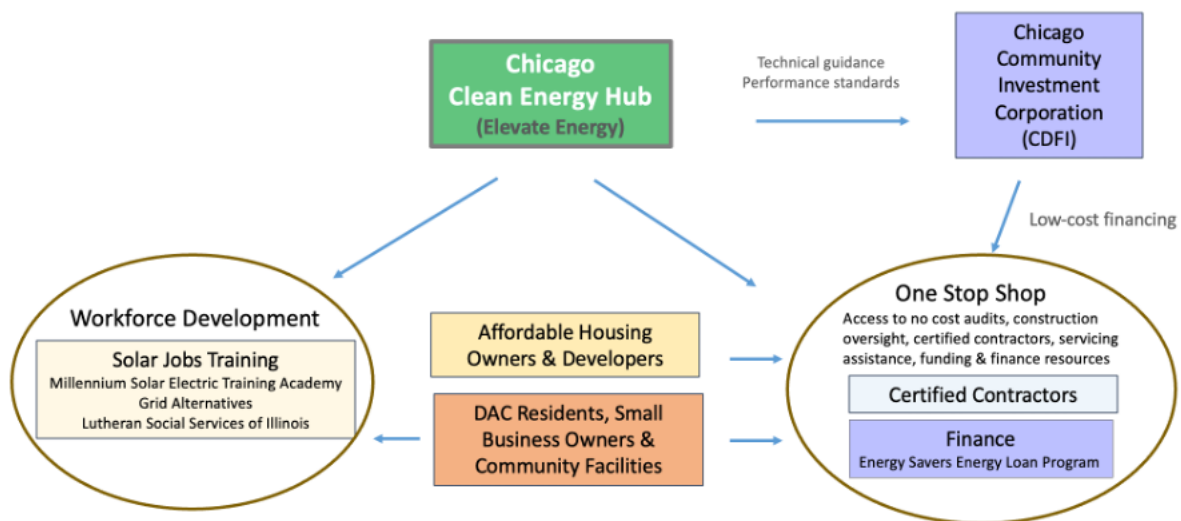 Chicago
Clean Energy Hub
(Elevate Energy)
Technical guidance
Performance standards
Chicago
Community
Investment
Corporation
(CDFI)
Low-cost financing
Workforce Development
Solar Jobs Training
Millennium Solar Electric Training Academy
Grid Alternatives
Lutheran Social Services of Illinois
Affordable Housing
Owners & Developers
DAC Residents, Small
Business Owners &
Community Facilities
One Stop Shop
Access to no cost audits, construction
oversight, certified contractors, servicing
assistance, funding & finance resources
Certified Contractors
Finance
Energy Savers Energy Loan Program